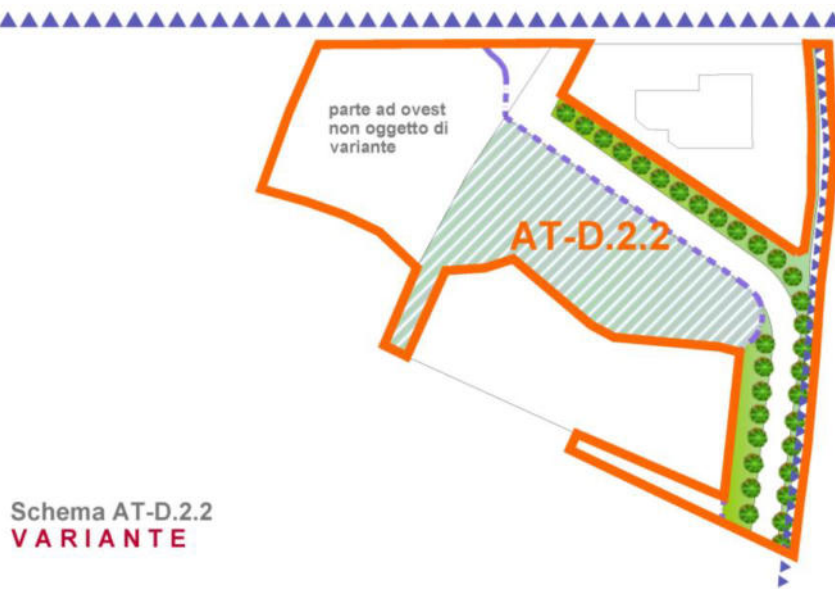 parte ad ovest
non oggetto di
variante
AT-D.2.2
Schema AT-D.2.2
VARIANTE